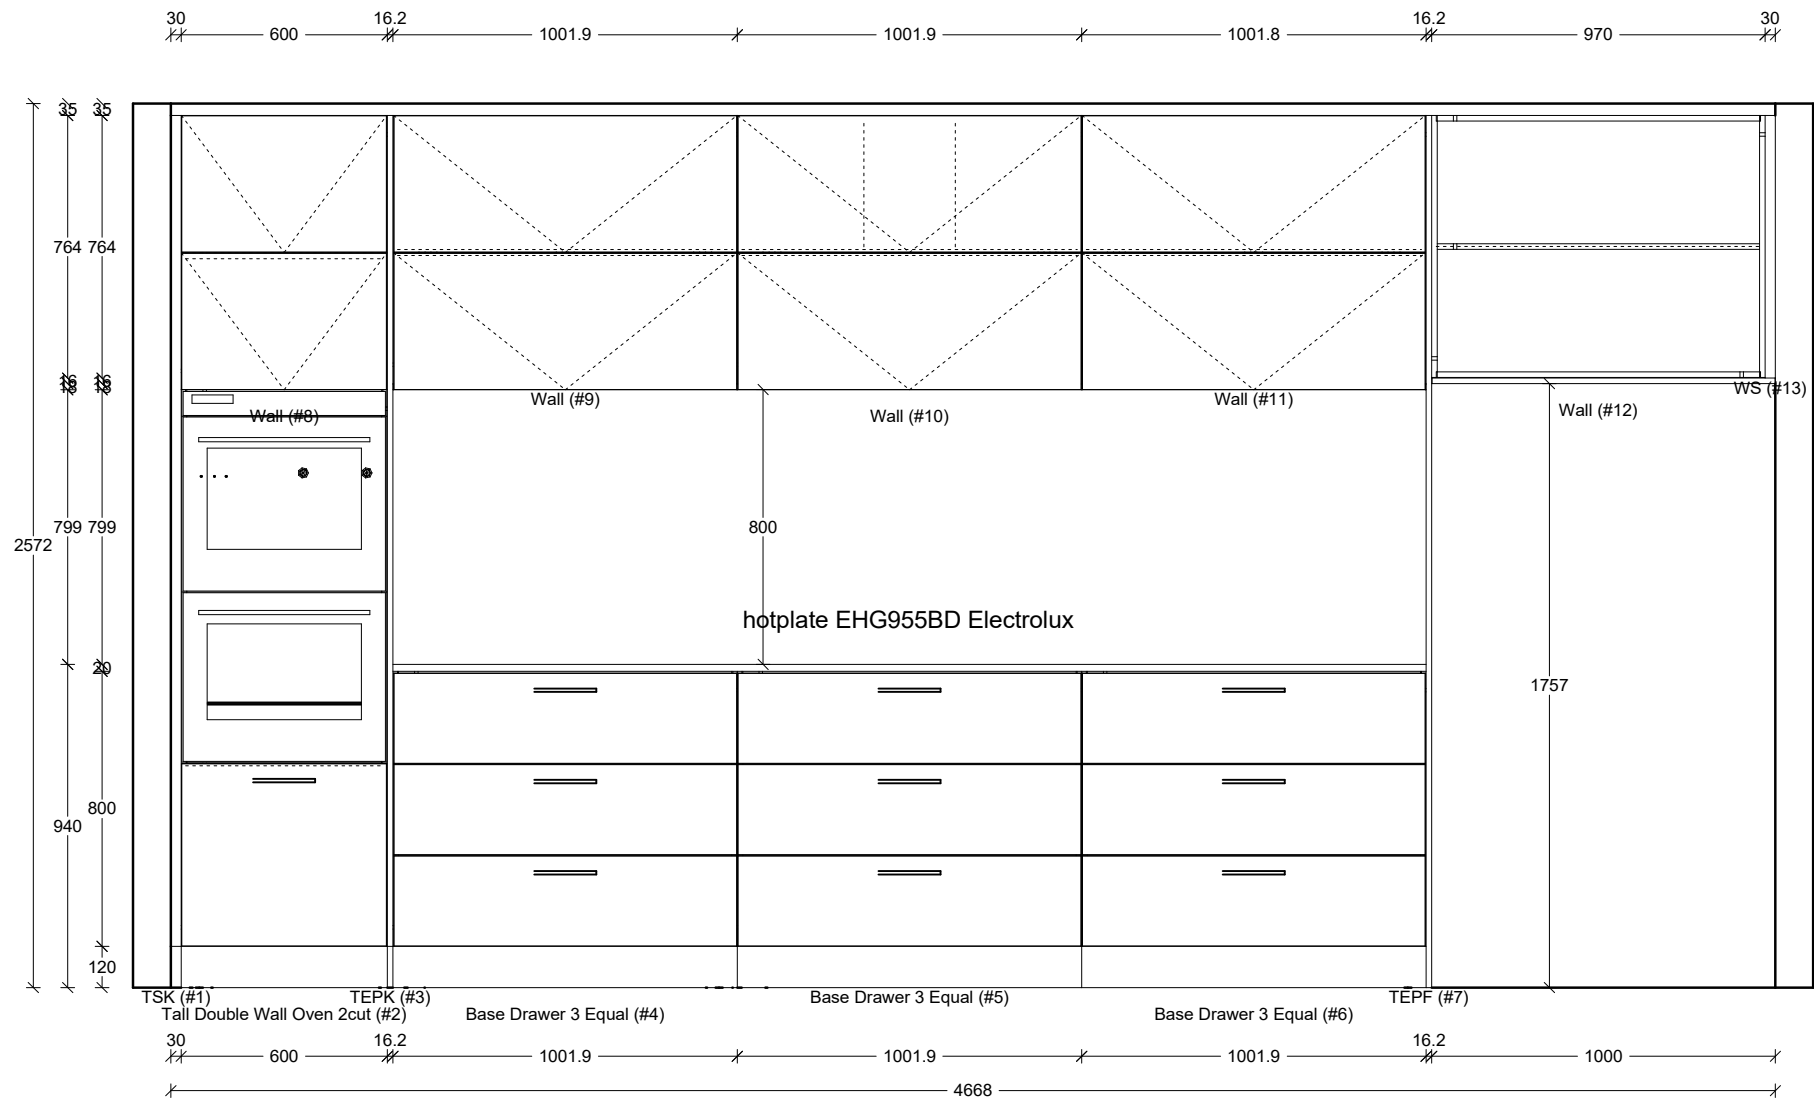 30 16.2 16.2 30
600 1001.9 1001.9 1001.8 970
35 35
764 764
16 16
18 18
Wall (#9) Wall (#11) WS (#13)
Wall (#8) Wall (#10) Wall (#12)
799 799 800
2572
hotplate EHG955BD Electrolux
20
1757
800
940
120
TSK (#1) TEPK (#3) Base Drawer 3 Equal (#5) TEPF (#7)
Tall Double Wall Oven 2cut (#2) Base Drawer 3 Equal (#4) Base Drawer 3 Equal (#6)
30 16.2 16.2
600 1001.9 1001.9 1001.9 1000
4668